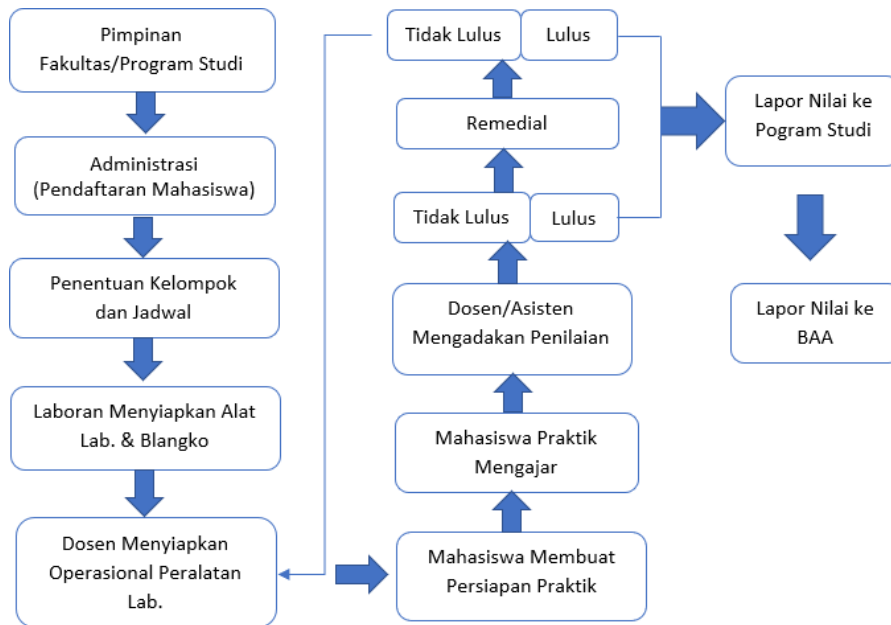 Pimpinan
Fakultas/Program Studi
Administrasi
(Pendaftaran Mahasiswa)
Penentuan Kelompok
dan Jadwal
Laboran Menyiapkan Alat
Lab. & Blangko
Dosen Menyiapkan
Operasional Peralatan
Lab.
Mahasiswa Membuat
Persiapan Praktik
Mahasiswa Praktik
Mengajar
Dosen/Asisten
Mengadakan Penilaian
Tidak Lulus
Lulus
Remedial
Tidak Lulus
Lulus
Lapor Nilai ke
Pogram Studi
Lapor Nilai ke
BAA